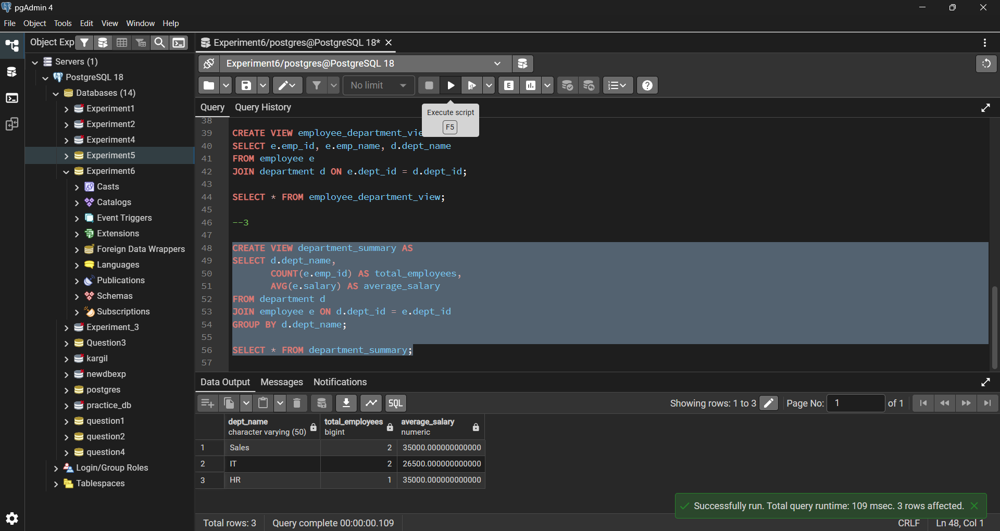 pgAdmin 4
File Object Tools Edit View Window Help
Object Exp
Experiment6/postgres@PostgreSQL 18*
Servers (1)
PostgreSQL 18
Databases (14)
Experiment1
Experiment2
Experiment4
Experiment5
Experiment6
Casts
Catalogs
Event Triggers
Extensions
Foreign Data Wrappers
Languages
Publications
Schemas
Subscriptions
Experiment_3
Question3
kargil
newdbexp
postgres
practice_db
question1
question2
question4
Login/Group Roles
Tablespaces
Experiment6/postgres@PostgreSQL 18
No limit
E
Query Query History
Execute script
F5
38
39 CREATE VIEW employee_department_vie
40 SELECT e.emp_id, e.emp_name, d.dept_name
41 FROM employee e
42 JOIN department d ON e.dept_id = d.dept_id;
43
44 SELECT * FROM employee_department_view;
45
46 --3
47
48 CREATE VIEW department_summary AS
49 SELECT d.dept_name,
50 COUNT(e.emp_id) AS total_employees,
51 AVG(e.salary) AS average_salary
52 FROM department d
53 JOIN employee e ON d.dept_id = e.dept_id
54 GROUP BY d.dept_name;
55
56 SELECT * FROM department_summary;
57
Data Output Messages Notifications
SQL
Showing rows: 1 to 3 Page No: 1 of 1
dept_name total_employees average_salary
character varying (50) bigint numeric
1 Sales 2 35000.000000000000
2 IT 2 26500.000000000000
3 HR 1 35000.000000000000
Successfully run. Total query runtime: 109 msec. 3 rows affected.
Total rows: 3 Query complete 00:00:00.109 CRLF Ln 48, Col 1